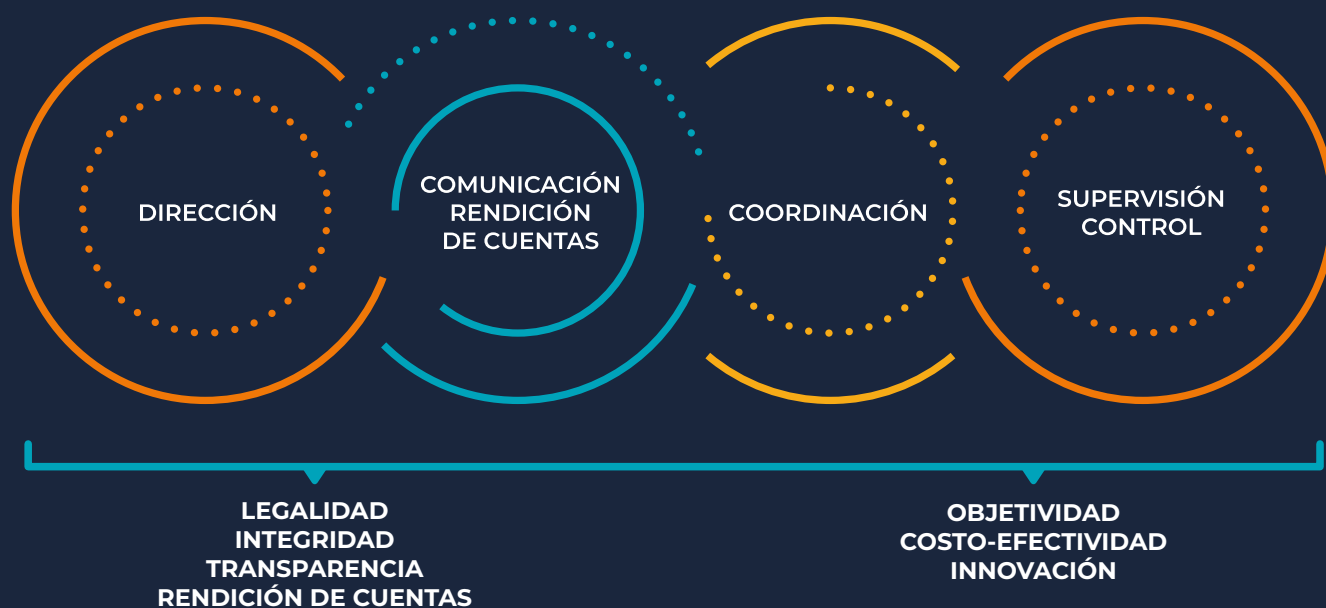 DIRECCIÓN
COMUNICACIÓN
RENDICIÓN
DE CUENTAS
COORDINACIÓN
SUPERVISIÓN
CONTROL
LEGALIDAD
INTEGRIDAD
TRANSPARENCIA
RENDICIÓN DE CUENTAS
OBJETIVIDAD
COSTO-EFECTIVIDAD
INNOVACIÓN